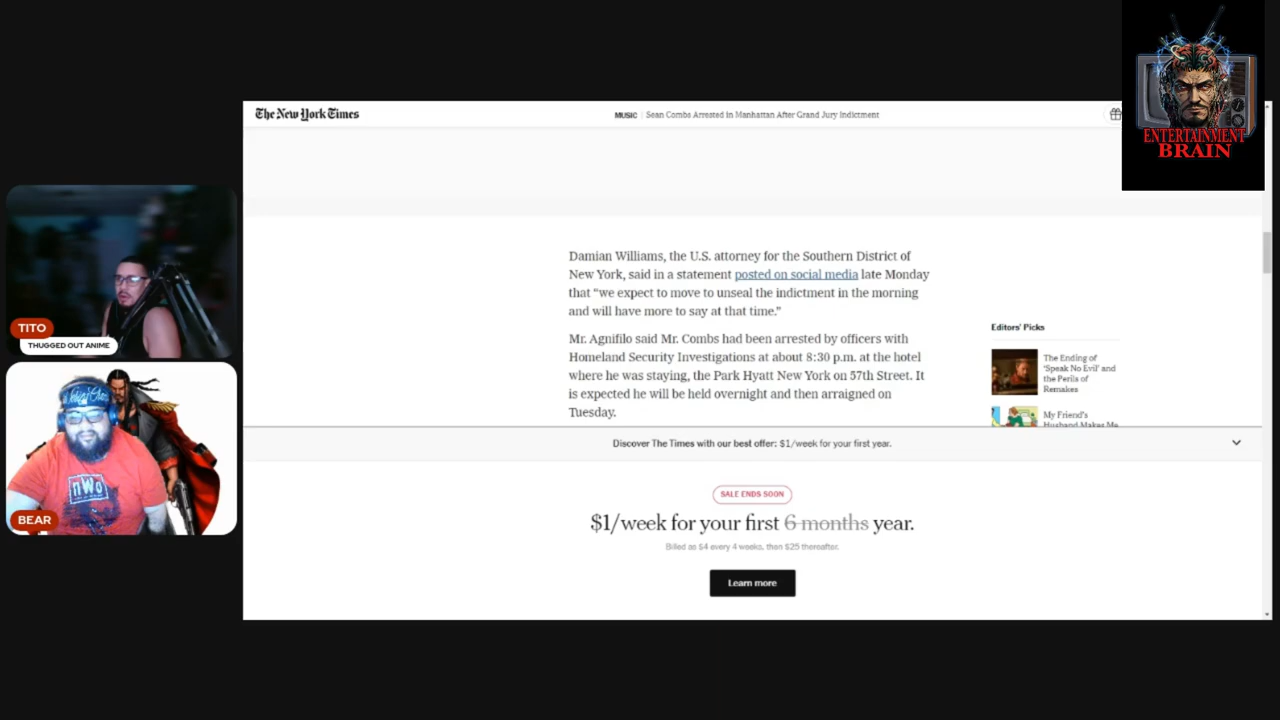 ENTERTAINMENT
BRAIN
The New York Times
MUSIC | Sean Combs Arrested in Manhattan After Grand Jury Indictment
Damian Williams, the U.S. attorney for the Southern District of
New York, said in a statement posted on social media late Monday
that “we expect to move to unseal the indictment in the morning
and will have more to say at that time.”
Mr. Agnifilo said Mr. Combs had been arrested by officers with
Homeland Security Investigations at about 8:30 p.m. at the hotel
where he was staying, the Park Hyatt New York on 57th Street. It
is expected he will be held overnight and then arraigned on
Tuesday.
Editors’ Picks
The Ending of
‘Speak No Evil’ and
the Perils of
Remakes
My Friend’s
Husband Makes Me
Discover The Times with our best offer: $1/week for your first year.
SALE ENDS SOON
$1/week for your first 6 months year.
Billed as $4 every 4 weeks, then $25 thereafter.
Learn more
TITO
THUGGED OUT ANIME
nWo
BEAR